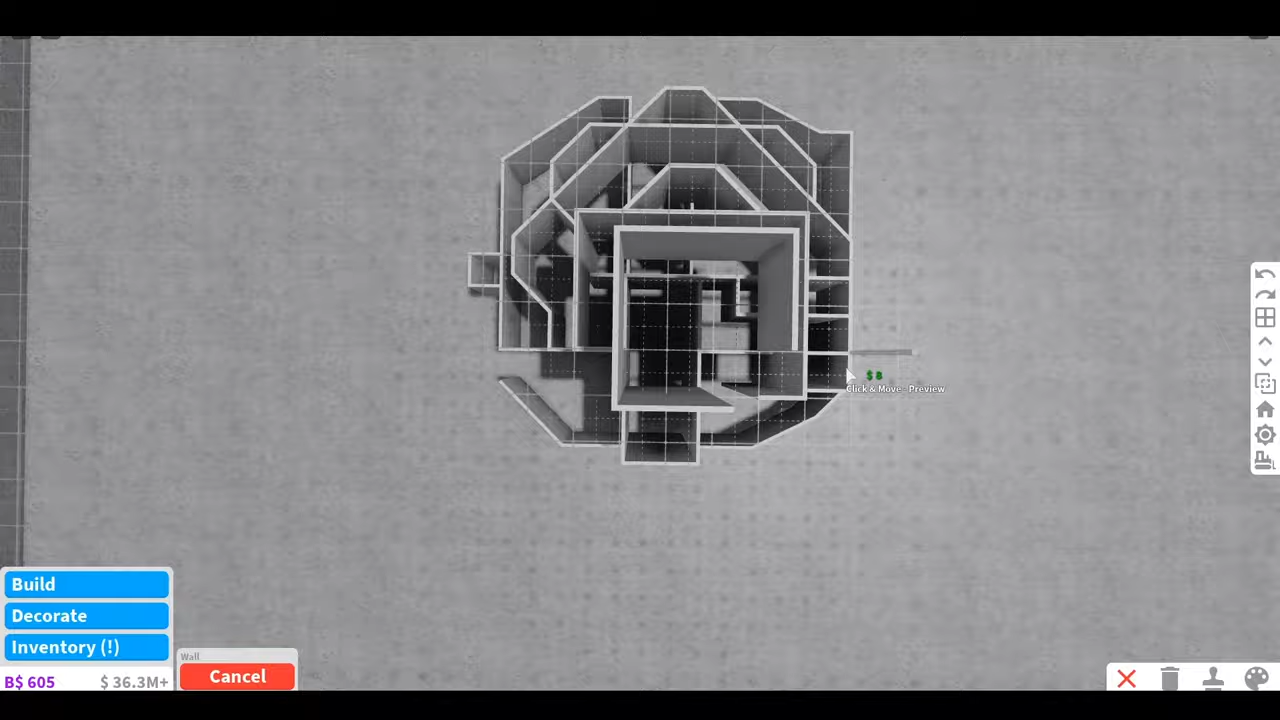 $ 8
Click & Move - Preview
Build
Decorate
Inventory (!)
B$ 605
$ 36.3M+
Wall
Cancel